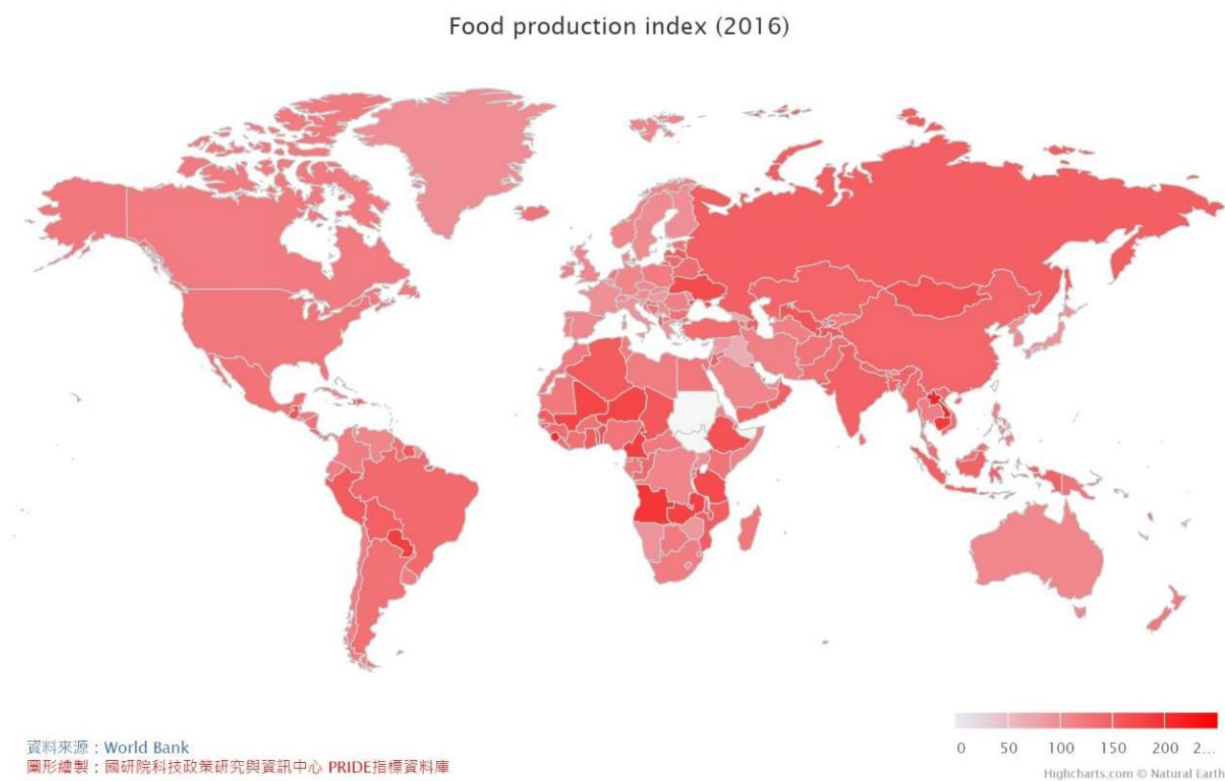 Food production index (2016)
0 50 100 150 200 2...
資料來源：World Bank
圖形繪製：國研院科技政策研究與資訊中心 PRIDE指標資料庫
Highcharts.com © Natural Earth